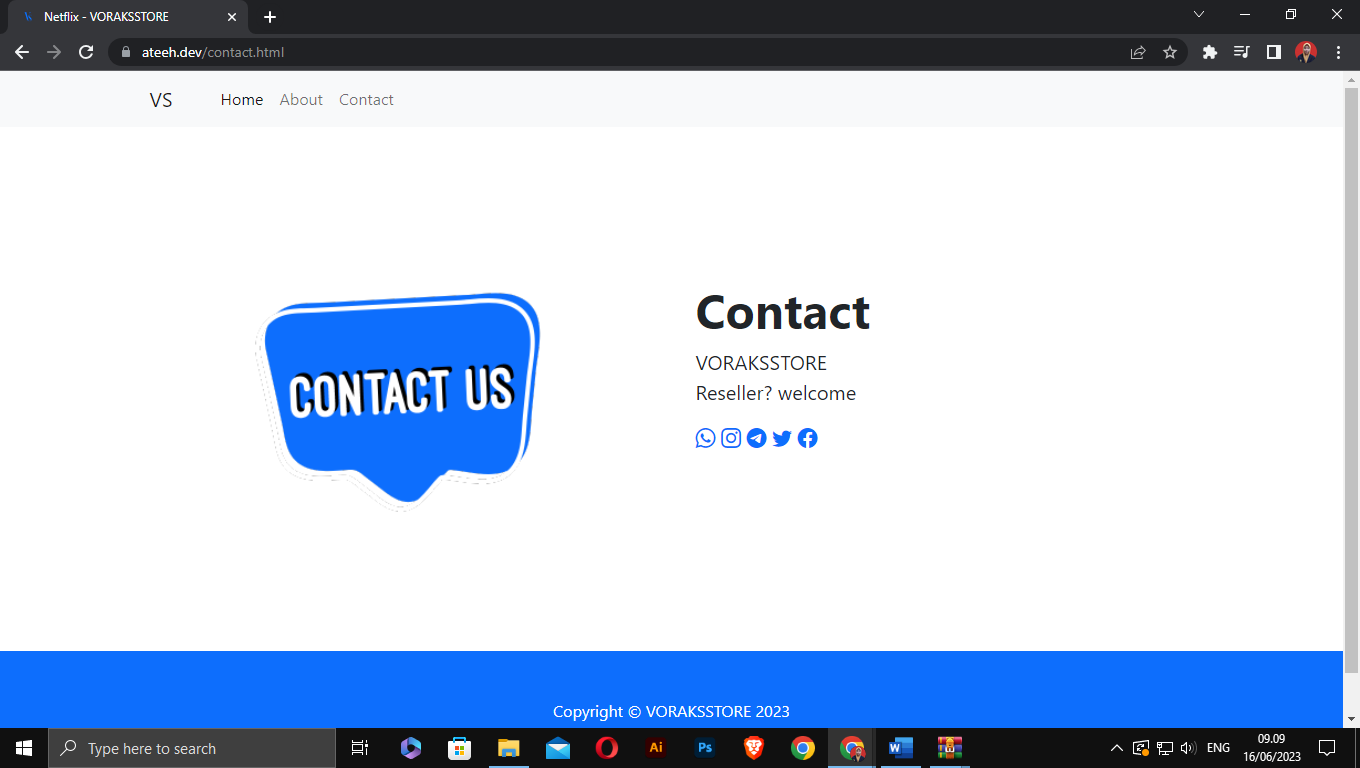 Netflix - VORAKSSTORE
ateeh.dev/contact.html
VS Home About Contact
CONTACT US
Contact
VORAKSSTORE
Reseller? welcome
Copyright © VORAKSSTORE 2023
Type here to search
Ai
Ps
W
ENG
09.09
16/06/2023